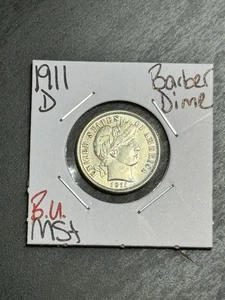 1911
D
Barber
Dime
UNITED STATES OF AMERICA
1911
B.U.
MS+